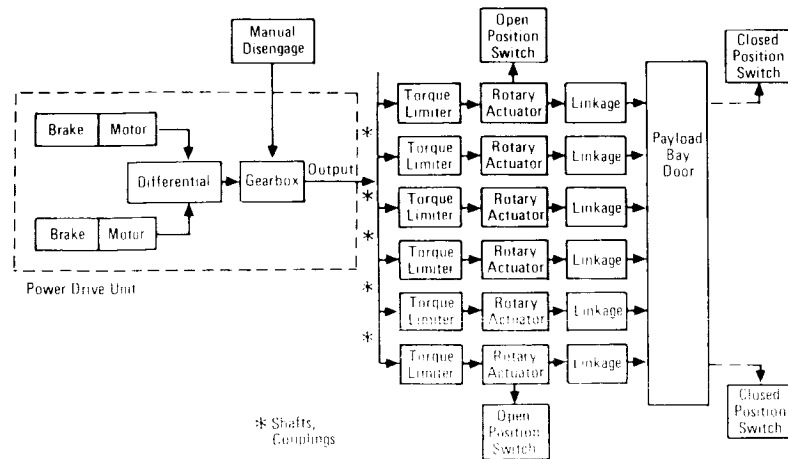 Manual
Disengage
Open
Position
Switch
Closed
Position
Switch
Brake
Motor
Differential
Gearbox
Output
Brake
Motor
Power Drive Unit
Torque
Limiter
Rotary
Actuator
Linkage
*
Torque
Limiter
Rotary
Actuator
Linkage
*
Torque
Limiter
Rotary
Actuator
Linkage
*
Torque
Limiter
Rotary
Actuator
Linkage
*
Torque
Limiter
Rotary
Actuator
Linkage
*
Torque
Limiter
Rotary
Actuator
Linkage
Payload
Bay
Door
Open
Position
Switch
Closed
Position
Switch
* Shafts,
Couplings